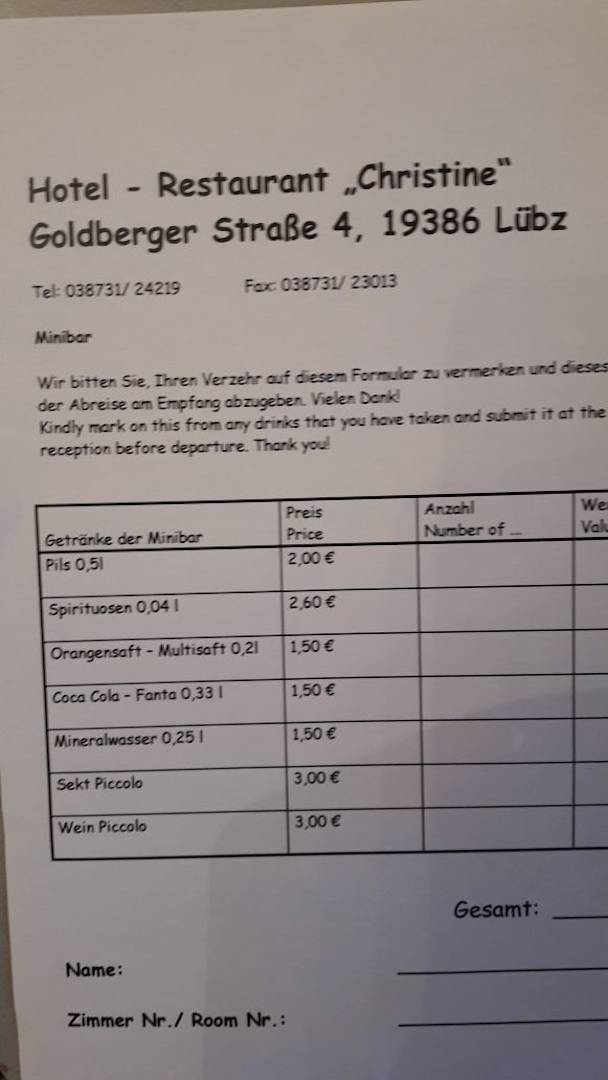 Hotel - Restaurant „Christine“
Goldberger Straße 4, 19386 Lübz
Tel: 038731/ 24219 Fax: 038731/ 23013
Minibar
Wir bitten Sie, Ihren Verzehr auf diesem Formular zu vermerken und dieses
der Abreise am Empfang abzugeben. Vielen Dank!
Kindly mark on this from any drinks that you have taken and submit it at the
reception before departure. Thank you!
Getränke der Minibar
Preis
Price
Anzahl
Number of ...
Pils 0,5l 2,00 €
Spirituosen 0,04 l 2,60 €
Orangensaft - Multisaft 0,2l 1,50 €
Coca Cola - Fanta 0,33 l 1,50 €
Mineralwasser 0,25 l 1,50 €
Sekt Piccolo 3,00 €
Wein Piccolo 3,00 €
Gesamt:
Name:
Zimmer Nr./ Room Nr.: